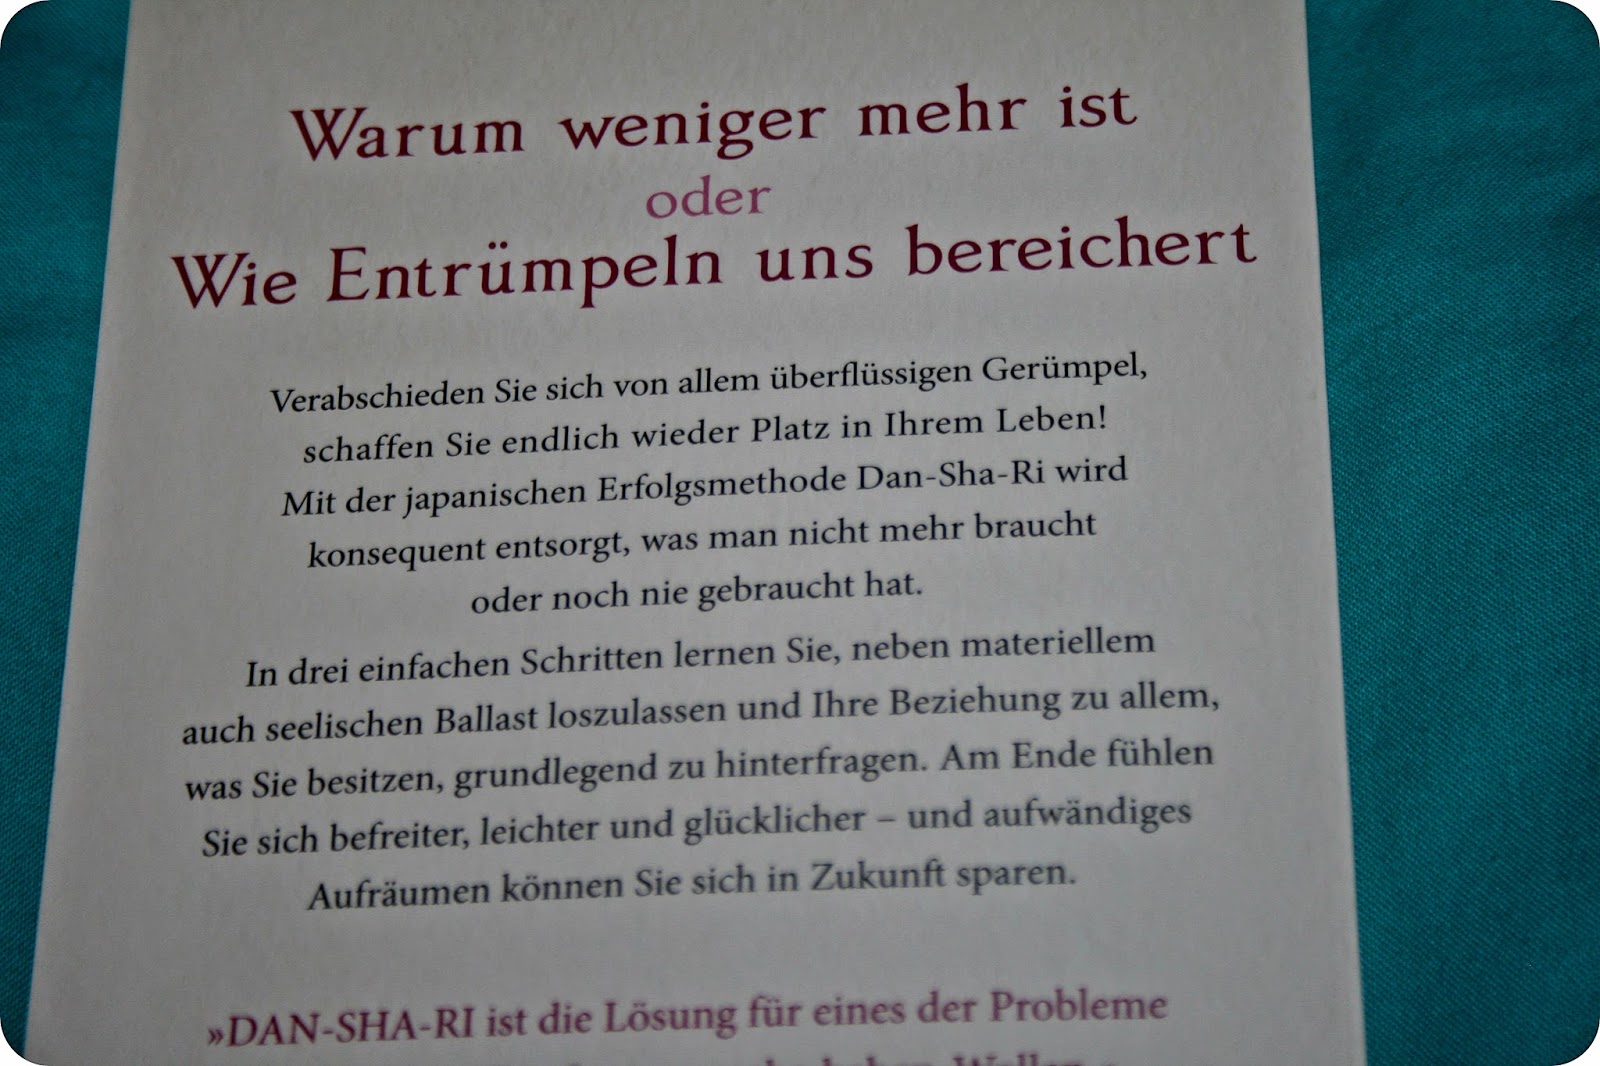 Warum weniger mehr ist
oder
Wie Entrümpeln uns bereichert
Verabschieden Sie sich von allem überflüssigen Gerümpel,
schaffen Sie endlich wieder Platz in Ihrem Leben!
Mit der japanischen Erfolgsmethode Dan-Sha-Ri wird
konsequent entsorgt, was man nicht mehr braucht
oder noch nie gebraucht hat.
In drei einfachen Schritten lernen Sie, neben materiellem
auch seelischen Ballast loszulassen und Ihre Beziehung zu allem,
was Sie besitzen, grundlegend zu hinterfragen. Am Ende fühlen
Sie sich befreiter, leichter und glücklicher – und aufwändiges
Aufräumen können Sie sich in Zukunft sparen.
»DAN-SHA-RI ist die Lösung für eines der Probleme